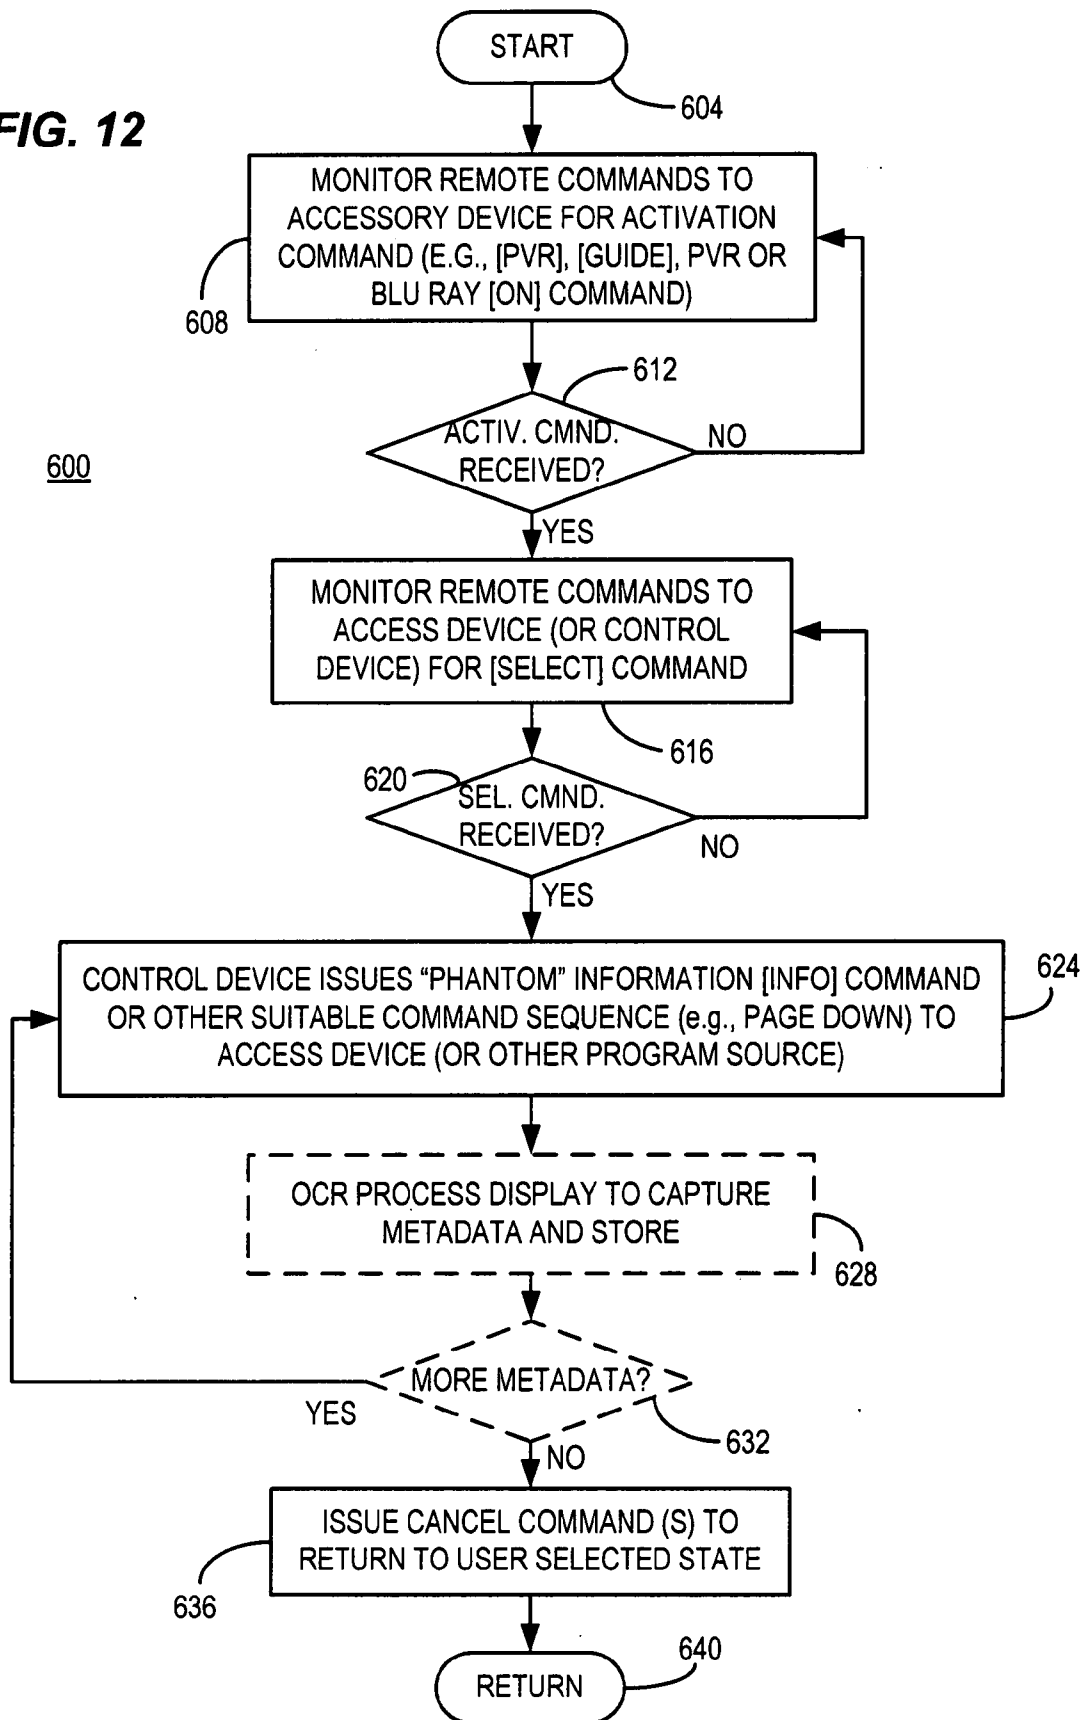 START
604
FIG. 12
MONITOR REMOTE COMMANDS TO
ACCESSORY DEVICE FOR ACTIVATION
COMMAND (E.G., [PVR], [GUIDE], PVR OR
BLU RAY [ON] COMMAND)
608
612
ACTIV. CMND.
RECEIVED?
NO
600
YES
MONITOR REMOTE COMMANDS TO
ACCESS DEVICE (OR CONTROL
DEVICE) FOR [SELECT] COMMAND
616
620
SEL. CMND.
RECEIVED?
NO
YES
CONTROL DEVICE ISSUES “PHANTOM” INFORMATION [INFO] COMMAND
OR OTHER SUITABLE COMMAND SEQUENCE (e.g., PAGE DOWN) TO
ACCESS DEVICE (OR OTHER PROGRAM SOURCE)
624
OCR PROCESS DISPLAY TO CAPTURE
METADATA AND STORE
628
MORE METADATA?
YES
632
NO
ISSUE CANCEL COMMAND (S) TO
RETURN TO USER SELECTED STATE
636
640
RETURN